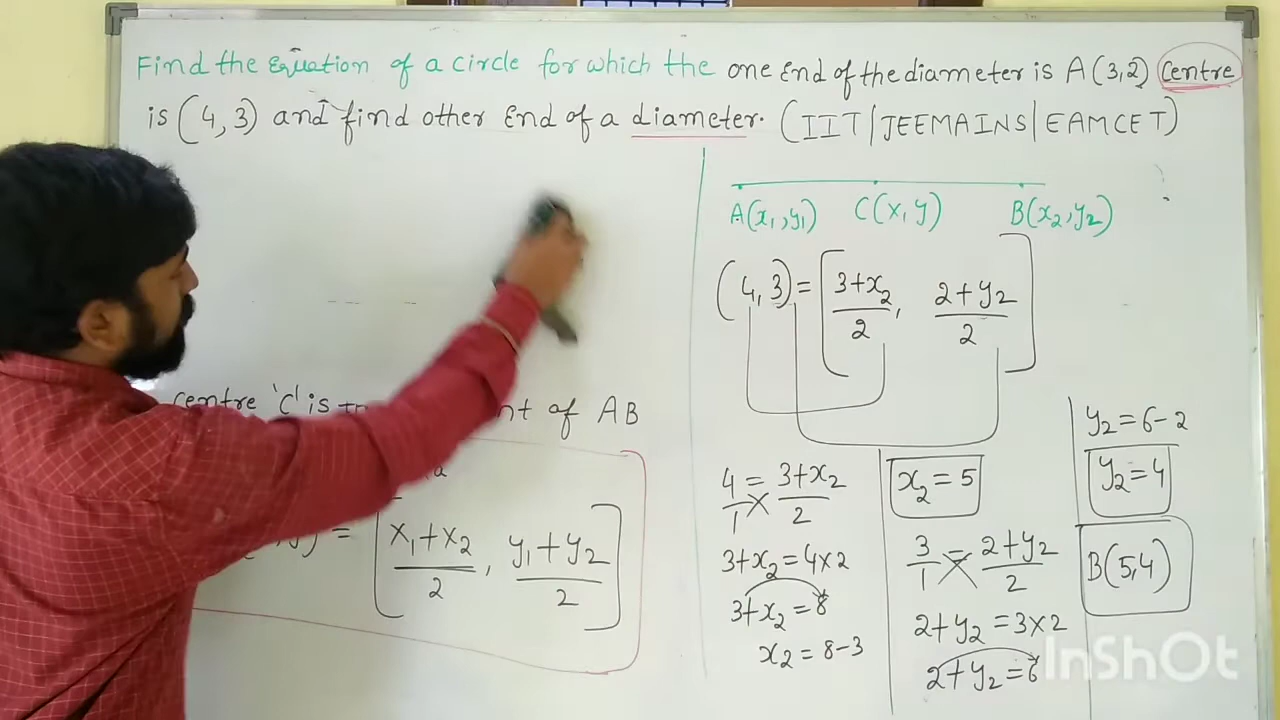 Find the Equation of a circle for which the one End of the diameter is A (3,2) Centre
is (4,3) and find other End of a diameter. (IIT/JEEMAINS/EAMCET)
centre 'C' is of AB
= [x₁+x₂/2, y₁+y₂/2]
A(x₁,y₁) C(x,y) B(x₂,y₂)
(4,3) = [3+x₂/2, 2+y₂/2]
4/1 = 3+x₂/2
3+x₂ = 4×2
3+x₂ = 8
x₂ = 8-3
x₂ = 5
3/1 = 2+y₂/2
2+y₂ = 3×2
2+y₂ = 6
y₂ = 6-2
y₂ = 4
B(5,4)
InShOt